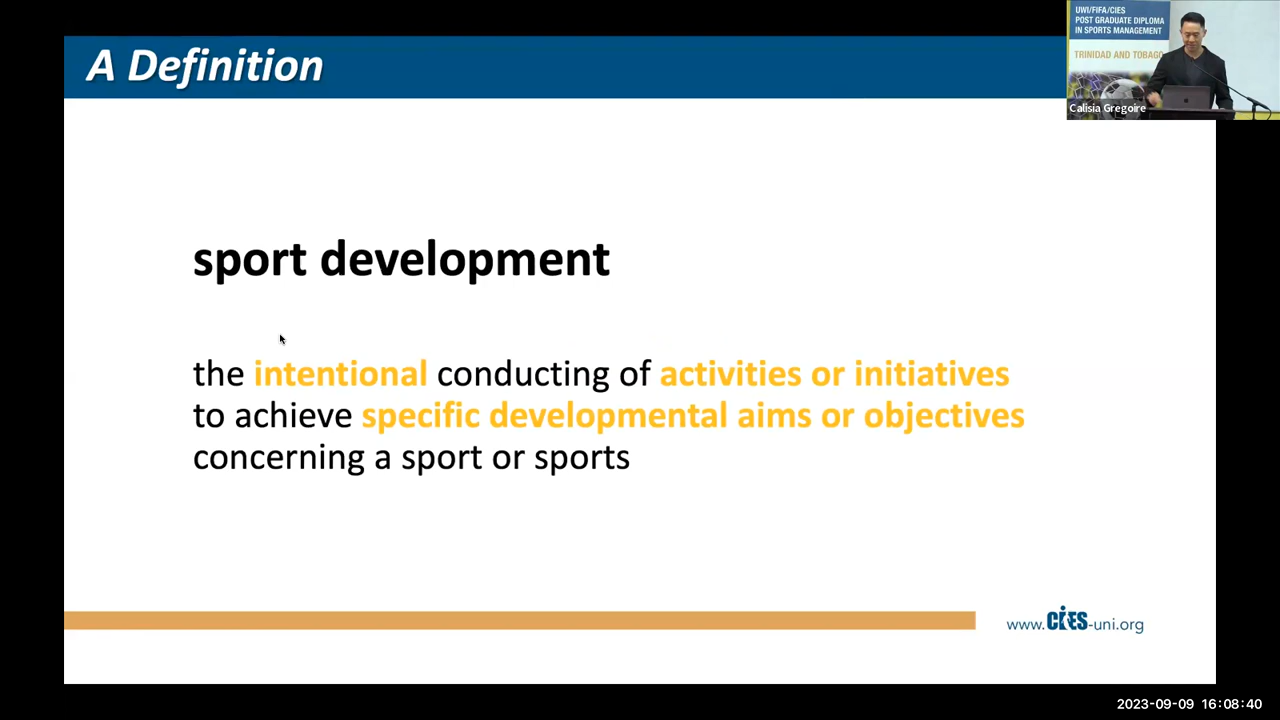 A Definition
UWI/FIFA/CIES
POST GRADUATE DIPLOMA
IN SPORTS MANAGEMENT
TRINIDAD AND TOBAGO
Calisia Gregoire
sport development
the intentional conducting of activities or initiatives
to achieve specific developmental aims or objectives
concerning a sport or sports
www.CIES-uni.org
2023-09-09 16:08:40